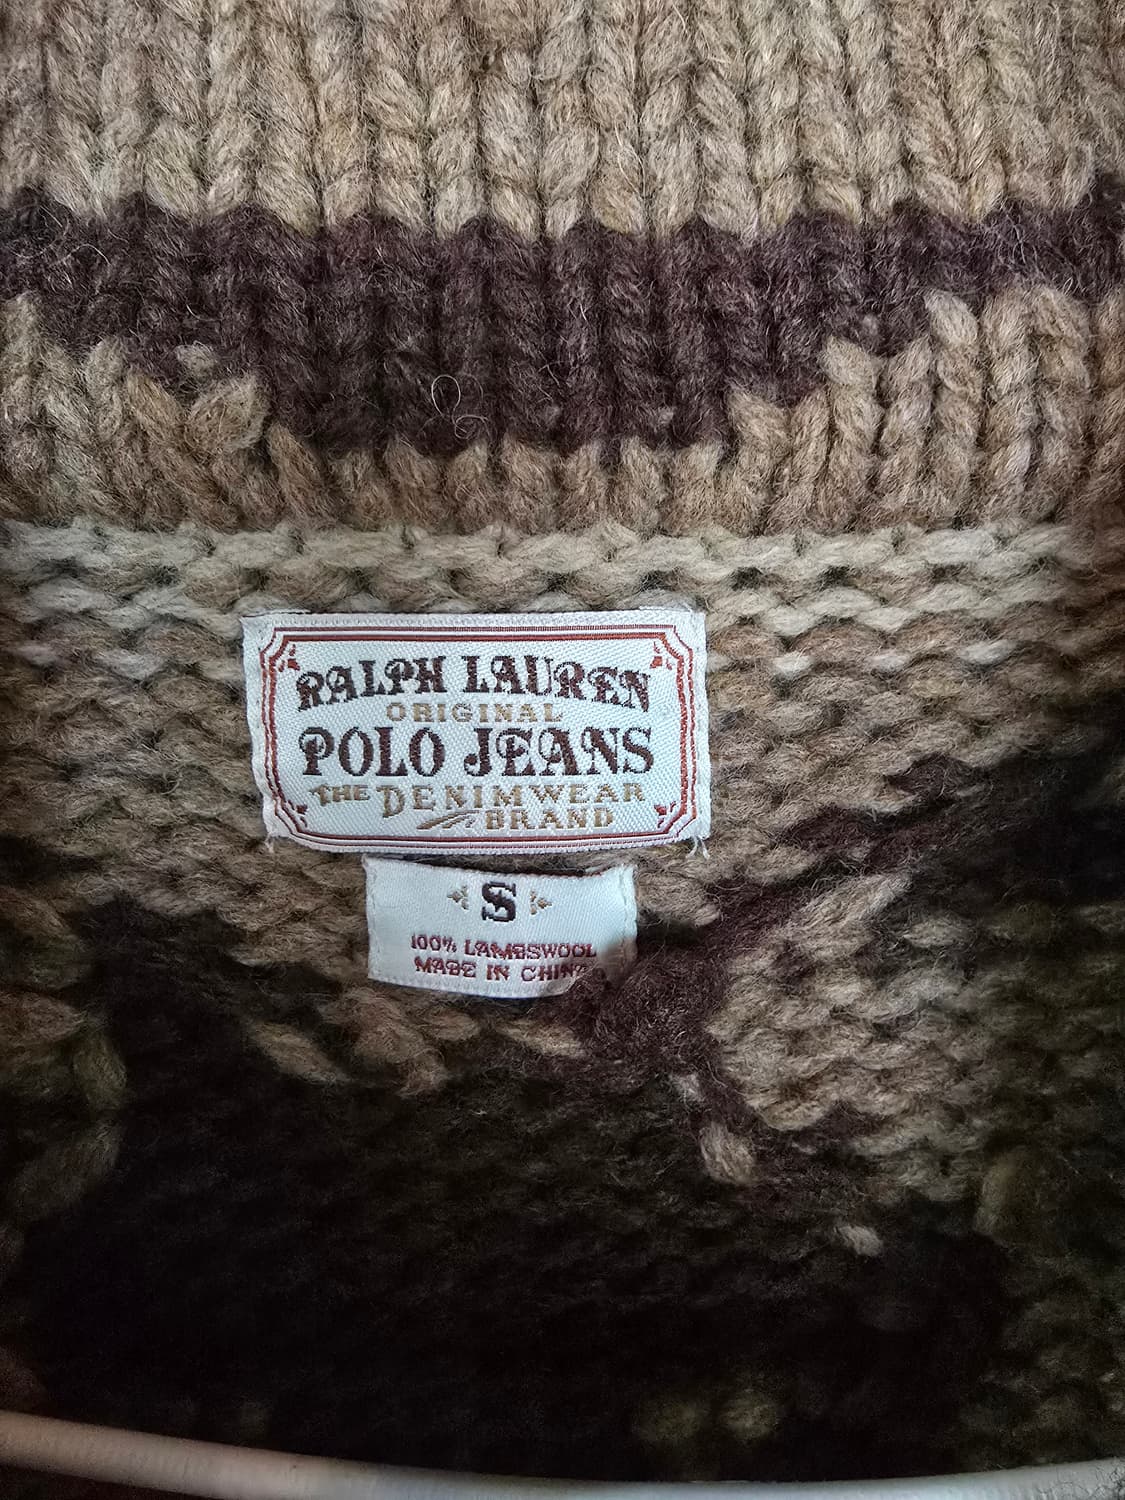 RALPH LAUREN
ORIGINAL
POLO JEANS
THE DENIMWEAR
BRAND
S
100% LAMBSWOOL
MADE IN CHINA